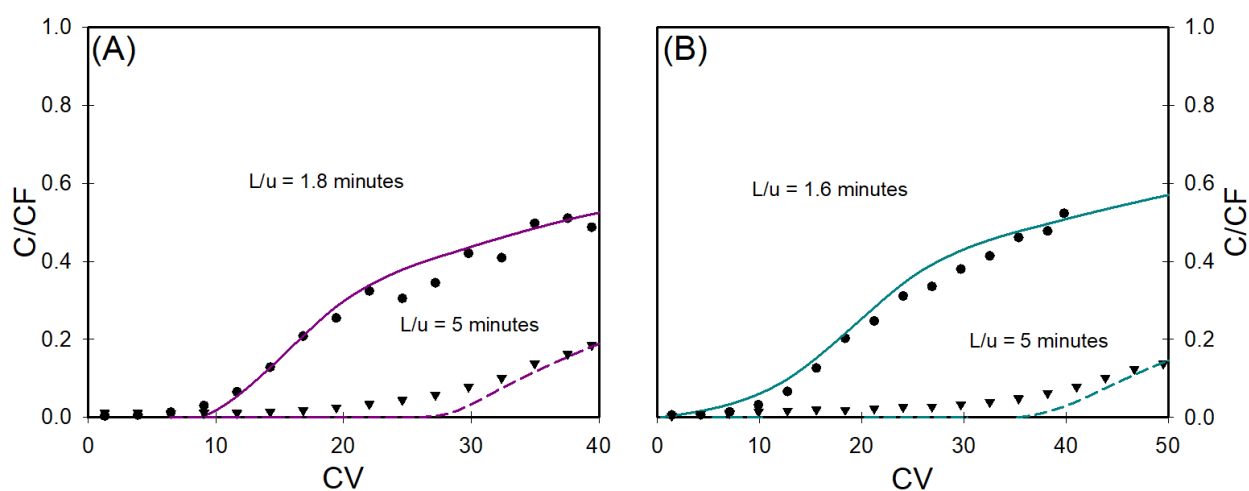 (A)
1.0
0.8
0.6
0.4
0.2
0.0
C/CF
L/u = 1.8 minutes
L/u = 5 minutes
0 10 20 30 40
CV
(B)
L/u = 1.6 minutes
L/u = 5 minutes
0 10 20 30 40 50
CV
1.0
0.8
0.6
0.4
0.2
0.0
C/CF